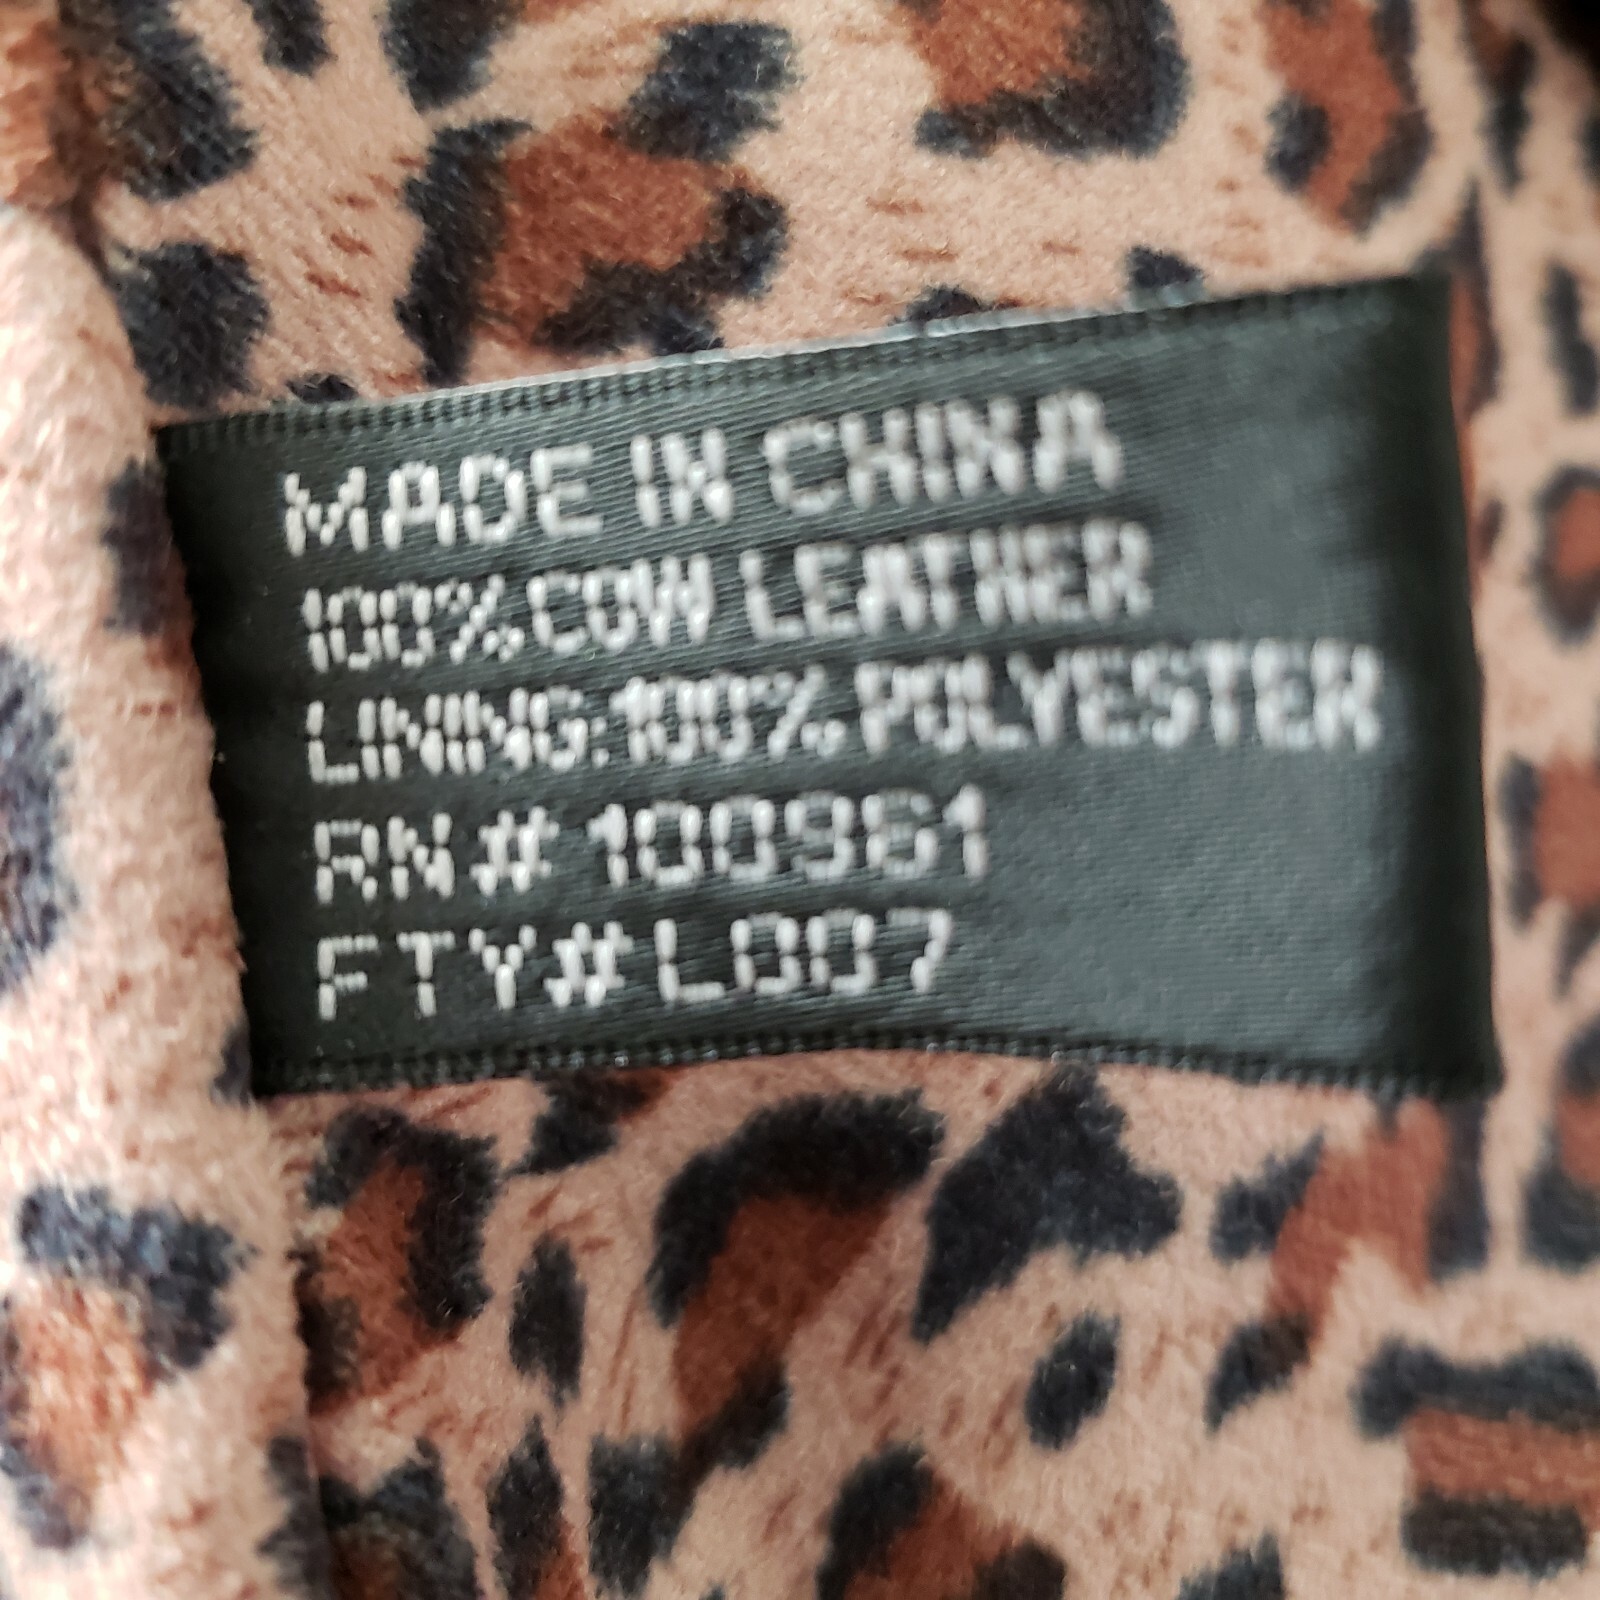 MADE IN CHINA
100% COW LEATHER
LINING:100% POLYESTER
RN# 100961
FTY#L007